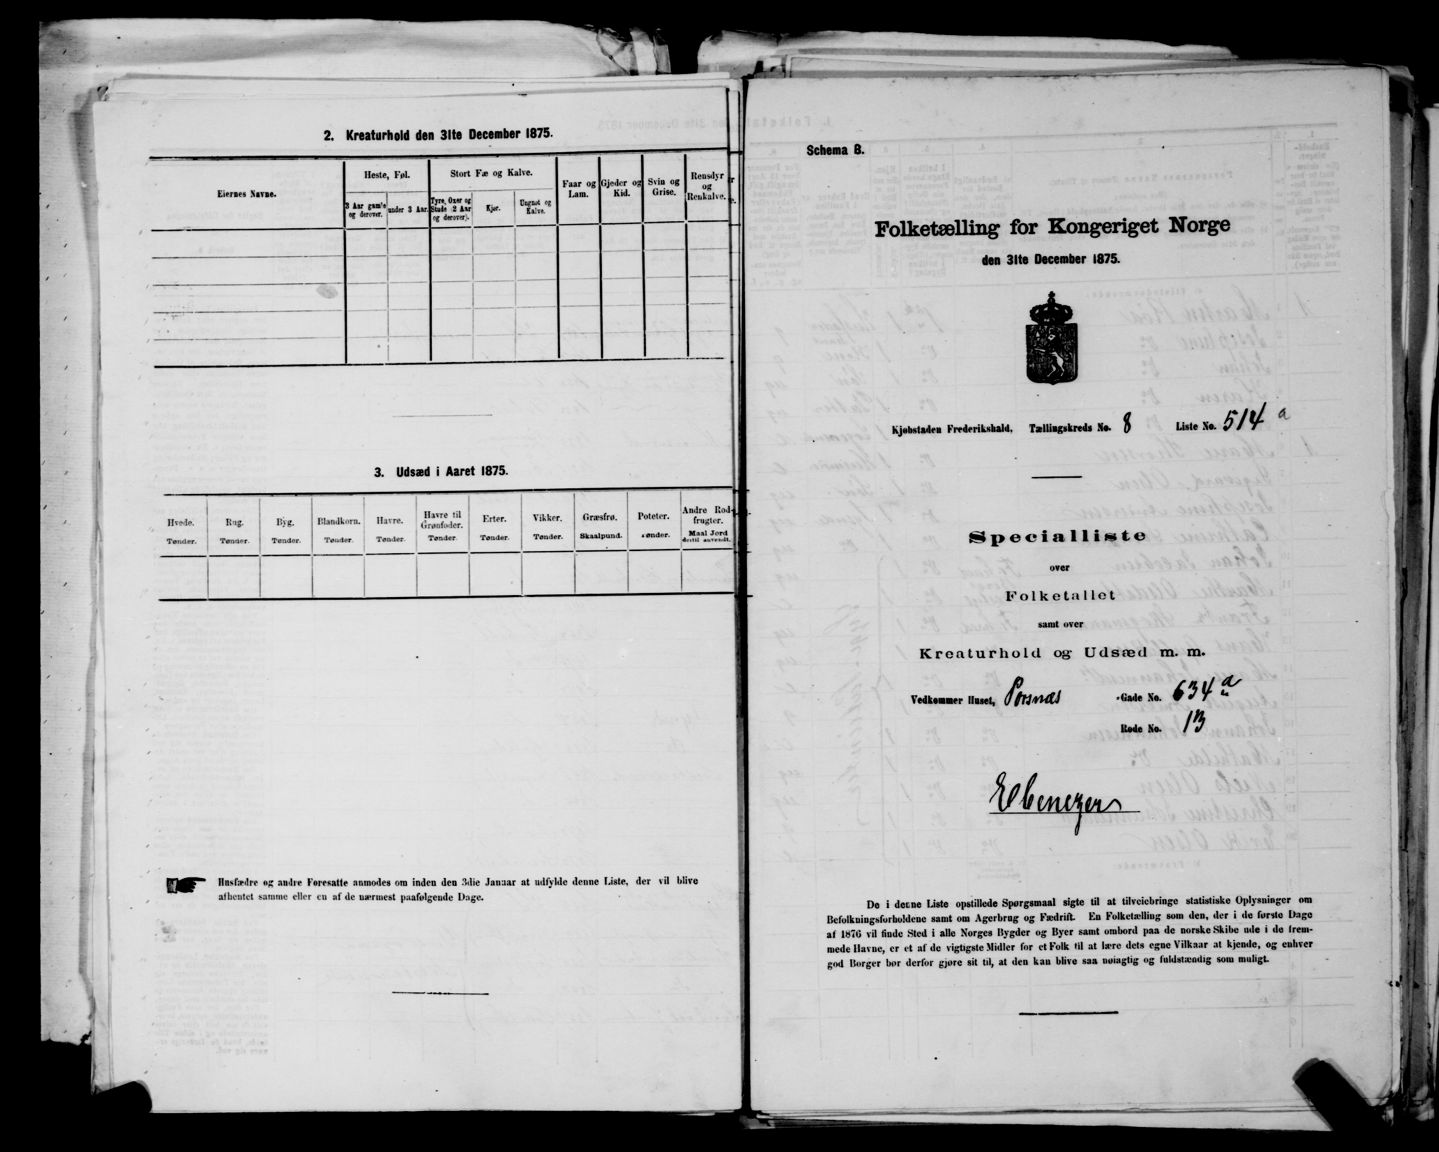 2. Kreaturhold den 31te December 1875.
Eiernes Navne.
Heste, Føl.
Stort Fæ og Kalve.
Faar og Lam.
Gjeder og Kid.
Svin og Grise.
Rensdyr og Renkalve.
3 Aar gamle og derover.
under 3 Aar.
Tyre, Oxer og Stude (2 Aar og derover).
Kjør.
Ungnøt og Kalve.
3. Udsæd i Aaret 1875.
Hvede. Rug. Byg. Blandkorn. Havre. Havre til Grønfoder. Erter. Vikker. Græsfrø. Poteter. Andre Rodfrugter.
Tønder. Tønder. Tønder. Tønder. Tønder. Tønder. Tønder. Tønder. Skaalpund. Tønder. Maal Jord dertil anvendt.
Husfædre og andre Foresatte anmodes om inden den 3die Januar at udfylde denne Liste, der vil blive
afhentet samme eller en af de nærmest paafølgende Dage.
Schema B.
Folketælling for Kongeriget Norge
den 31te December 1875.
Kjøbstaden Frederikshald, Tællingskreds No. 8 Liste No. 514 a
Specialliste
over
Folketallet
samt over
Kreaturhold og Udsæd m. m.
Vedkommer Huset, Porsnæs Gade No. 634 a
Rode No. 13
Ebenezer
De i denne Liste opstillede Spørgsmaal sigte til at tilveiebringe statistiske Oplysninger om
Befolkningsforholdene samt om Agerbrug og Fædrift. En Folketælling som den, der i de første Dage
af 1876 vil finde Sted i alle Norges Bygder og Byer samt ombord paa de norske Skibe ude i de frem-
mede Havne, er et af de vigtigste Midler for et Folk til at lære dets egne Vilkaar at kjende, og enhver
god Borger bør derfor gjøre sit til, at den kan blive saa nøiagtig og fuldstændig som muligt.